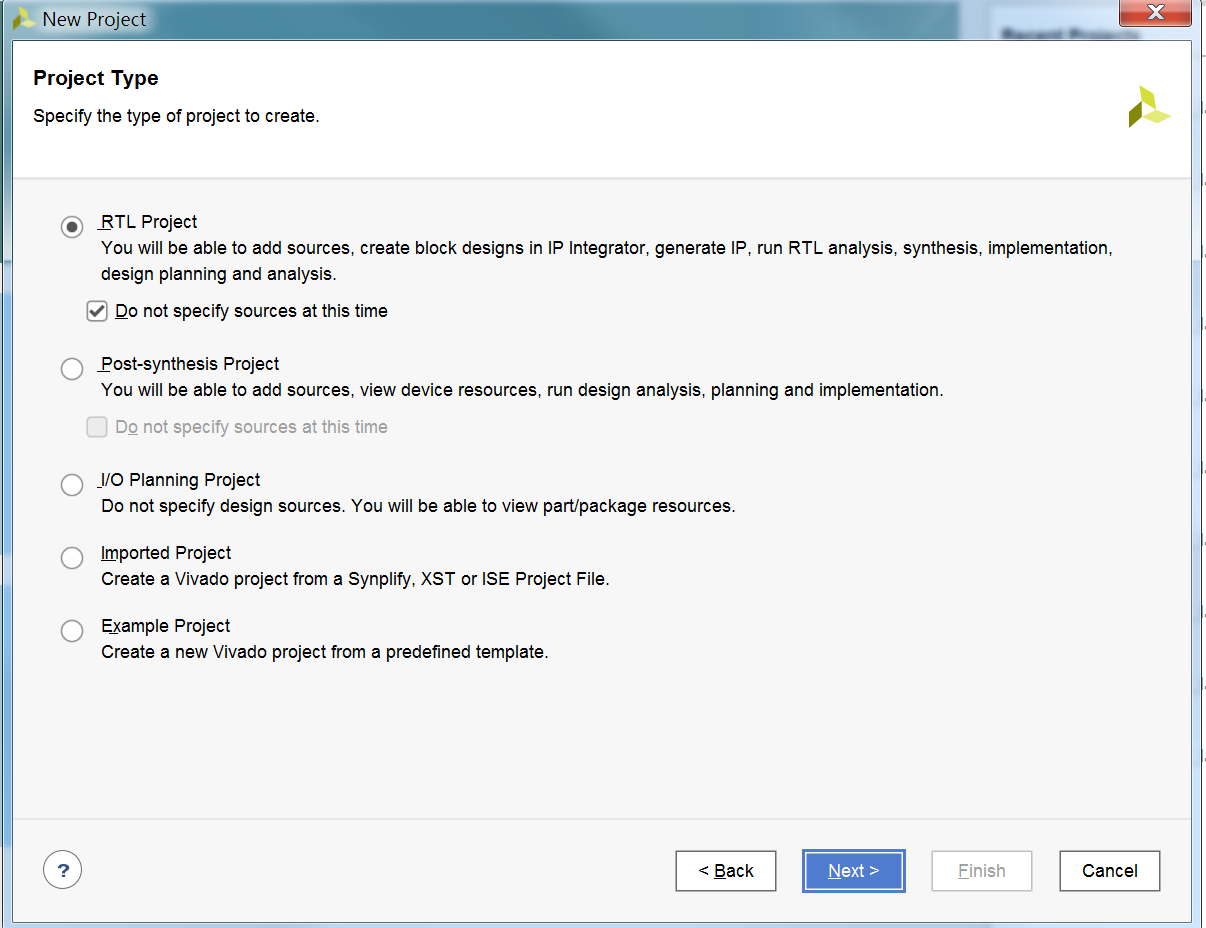 New Project
Recent Projects
Project Type
Specify the type of project to create.
RTL Project
You will be able to add sources, create block designs in IP Integrator, generate IP, run RTL analysis, synthesis, implementation,
design planning and analysis.
Do not specify sources at this time
Post-synthesis Project
You will be able to add sources, view device resources, run design analysis, planning and implementation.
Do not specify sources at this time
I/O Planning Project
Do not specify design sources. You will be able to view part/package resources.
Imported Project
Create a Vivado project from a Synplify, XST or ISE Project File.
Example Project
Create a new Vivado project from a predefined template.
?
< Back
Next >
Finish
Cancel